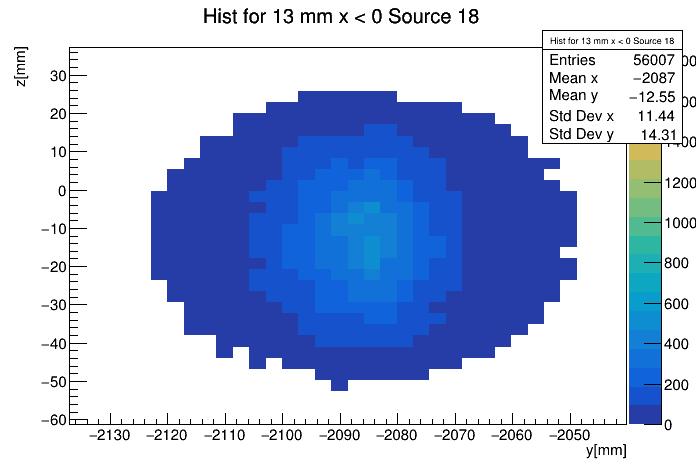 Hist for 13 mm x < 0 Source 18
Hist for 13 mm x < 0 Source 18
Entries 56007
Mean x −2087
Mean y −12.55
Std Dev x 11.44
Std Dev y 14.31
z[mm]
30
20
10
0
−10
−20
−30
−40
−50
−60
−2130 −2120 −2110 −2100 −2090 −2080 −2070 −2060 −2050
y[mm]
1200
1000
800
600
400
200
0